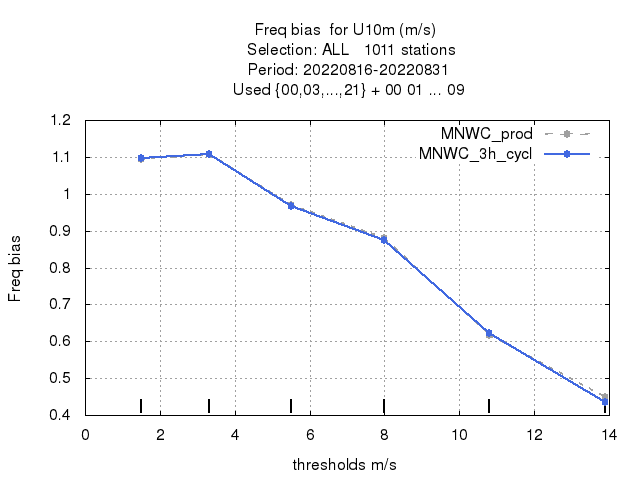 Freq bias  for U10m (m/s)
Selection: ALL   1011 stations
Period: 20220816-20220831
Used {00,03,...,21} + 00 01 ... 09
MNWC_prod
MNWC_3h_cycl
1.2
1.1
1
0.9
0.8
0.7
0.6
0.5
0.4
Freq bias
0 2 4 6 8 10 12 14
thresholds m/s